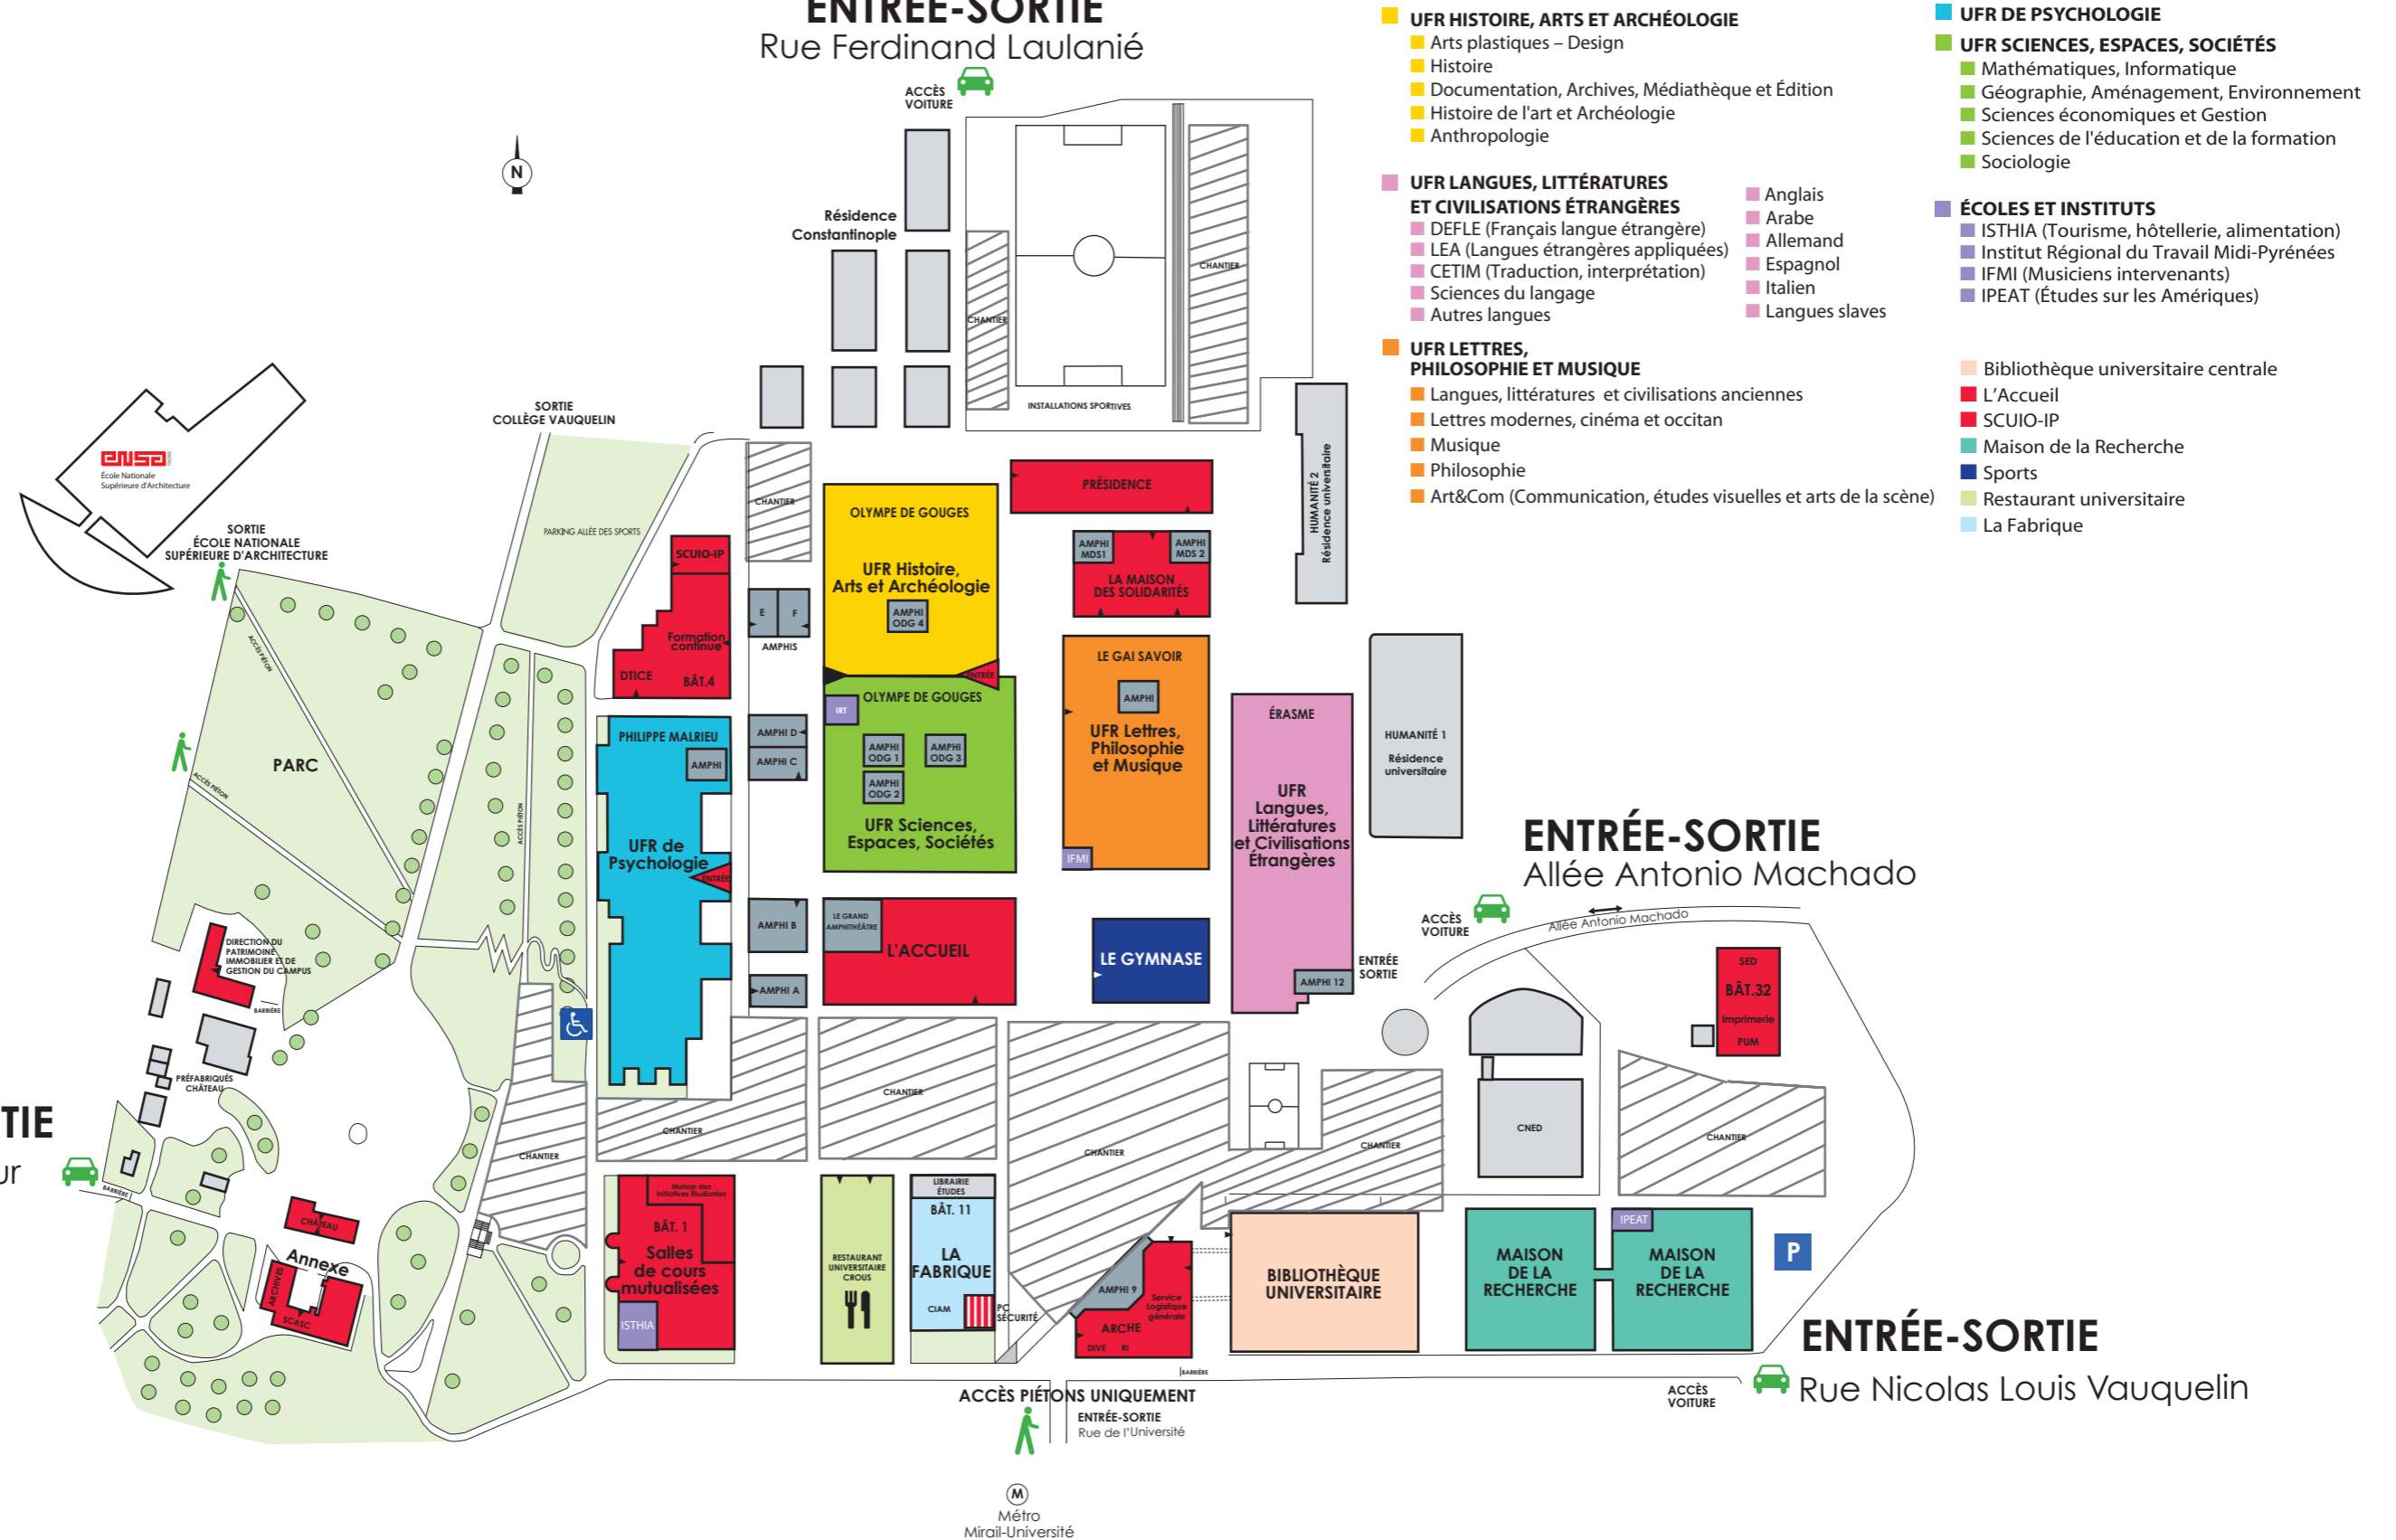 ENTRÉE-SORTIE
Rue Ferdinand Laulanié
ACCÈS
VOITURE
N
Résidence
Constantinople
CHANTIER
CHANTIER
INSTALLATIONS SPORTIVES
UFR HISTOIRE, ARTS ET ARCHÉOLOGIE
Arts plastiques – Design
Histoire
Documentation, Archives, Médiathèque et Édition
Histoire de l'art et Archéologie
Anthropologie
UFR LANGUES, LITTÉRATURES
ET CIVILISATIONS ÉTRANGÈRES
DEFLE (Français langue étrangère)
LEA (Langues étrangères appliquées)
CETIM (Traduction, interprétation)
Sciences du langage
Autres langues
Anglais
Arabe
Allemand
Espagnol
Italien
Langues slaves
UFR LETTRES,
PHILOSOPHIE ET MUSIQUE
Langues, littératures et civilisations anciennes
Lettres modernes, cinéma et occitan
Musique
Philosophie
Art&Com (Communication, études visuelles et arts de la scène)
UFR DE PSYCHOLOGIE
UFR SCIENCES, ESPACES, SOCIÉTÉS
Mathématiques, Informatique
Géographie, Aménagement, Environnement
Sciences économiques et Gestion
Sciences de l'éducation et de la formation
Sociologie
ÉCOLES ET INSTITUTS
ISTHIA (Tourisme, hôtellerie, alimentation)
Institut Régional du Travail Midi-Pyrénées
IFMI (Musiciens intervenants)
IPEAT (Études sur les Amériques)
Bibliothèque universitaire centrale
L'Accueil
SCUIO-IP
Maison de la Recherche
Sports
Restaurant universitaire
La Fabrique
ensa
École Nationale
Supérieure d'Architecture
SORTIE
COLLÈGE VAUQUELIN
SORTIE
ÉCOLE NATIONALE
SUPÉRIEURE D'ARCHITECTURE
PARKING ALLÉE DES SPORTS
ACCÈS PIÉTON
ACCÈS PIÉTON
ACCÈS PIÉTON
PARC
CHANTIER
SCUIO-IP
Formation
continue
DTICE
BÂT.4
E
F
AMPHIS
OLYMPE DE GOUGES
UFR Histoire,
Arts et Archéologie
AMPHI
ODG 4
ENTRÉE
PRÉSIDENCE
AMPHI
MDS1
AMPHI
MDS 2
LA MAISON
DES SOLIDARITÉS
HUMANITÉ 2
Résidence universitaire
PHILIPPE MALRIEU
AMPHI
UFR de
Psychologie
ENTRÉE
AMPHI D
AMPHI C
AMPHI B
AMPHI A
OLYMPE DE GOUGES
IRT
AMPHI
ODG 1
AMPHI
ODG 3
AMPHI
ODG 2
UFR Sciences,
Espaces, Sociétés
LE GAI SAVOIR
AMPHI
UFR Lettres,
Philosophie
et Musique
IFMI
ÉRASME
UFR
Langues,
Littératures
et Civilisations
Étrangères
AMPHI 12
ENTRÉE
SORTIE
HUMANITÉ 1
Résidence
universitaire
LE GRAND
AMPHITHÉÂTRE
L'ACCUEIL
LE GYMNASE
ENTRÉE-SORTIE
Allée Antonio Machado
ACCÈS
VOITURE
Allée Antonio Machado
SED
BÂT.32
Imprimerie
PUM
CNED
CHANTIER
DIRECTION DU
PATRIMOINE
IMMOBILIER ET DE
GESTION DU CAMPUS
BARRIÈRE
PRÉFABRIQUÉS
CHÂTEAU
TIE
ur
BARRIÈRE
CHÂTEAU
Annexe
ARCHIVES
SCASC
CHANTIER
CHANTIER
CHANTIER
CHANTIER
CHANTIER
Maison des
Initiatives Etudiantes
BÂT. 1
Salles
de cours
mutualisées
ISTHIA
RESTAURANT
UNIVERSITAIRE
CROUS
LIBRAIRIE
ÉTUDES
BÂT. 11
LA
FABRIQUE
CIAM
PC
SÉCURITÉ
AMPHI 9
Service
Logistique
générale
ARCHE
DIVE
RI
BARRIÈRE
BIBLIOTHÈQUE
UNIVERSITAIRE
MAISON
DE LA
RECHERCHE
IPEAT
MAISON
DE LA
RECHERCHE
P
ENTRÉE-SORTIE
Rue Nicolas Louis Vauquelin
ACCÈS
VOITURE
ACCÈS PIÉTONS UNIQUEMENT
ENTRÉE-SORTIE
Rue de l'Université
M
Métro
Mirail-Université